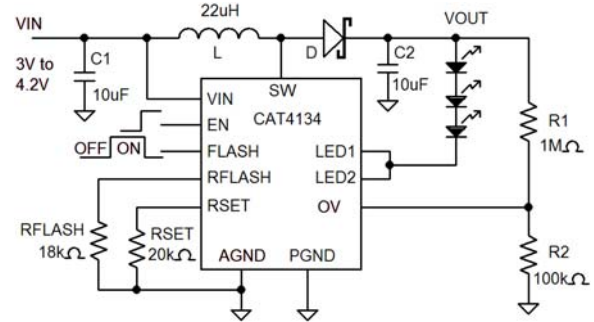 VIN
22uH
L
D
VOUT
3V to
4.2V
C1
10uF
C2
10uF
VIN
SW
CAT4134
EN
OFF
ON
FLASH
LED1
RFLASH
LED2
RSET
OV
R1
1MΩ
RFLASH
18kΩ
RSET
20kΩ
AGND
PGND
R2
100kΩ